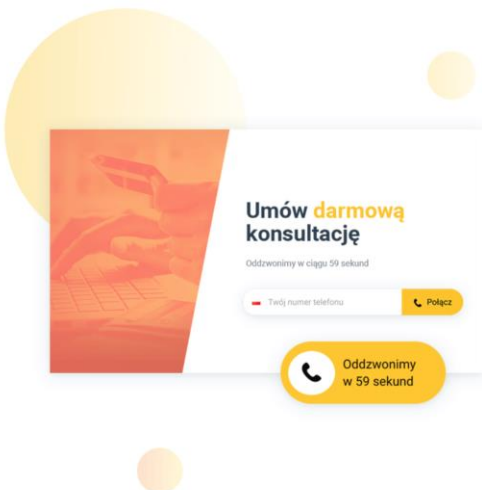 Umów darmową
konsultację
Oddzwonimy w ciągu 59 sekund
Twój numer telefonu
Połącz
Oddzwonimy
w 59 sekund